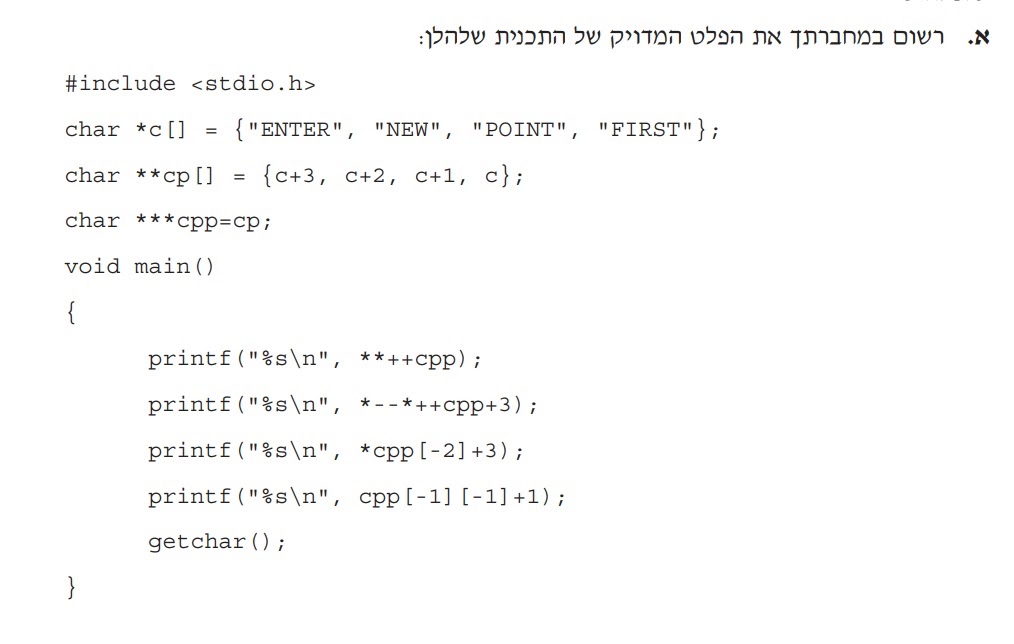 א. רשום במחברתך את הפלט המדויק של התכנית שלהלן:
#include <stdio.h>
char *c[] = {"ENTER", "NEW", "POINT", "FIRST"};
char **cp[] = {c+3, c+2, c+1, c};
char ***cpp=cp;
void main()
{
printf("%s\n", **++cpp);
printf("%s\n", *--*++cpp+3);
printf("%s\n", *cpp[-2]+3);
printf("%s\n", cpp[-1][-1]+1);
getchar();
}